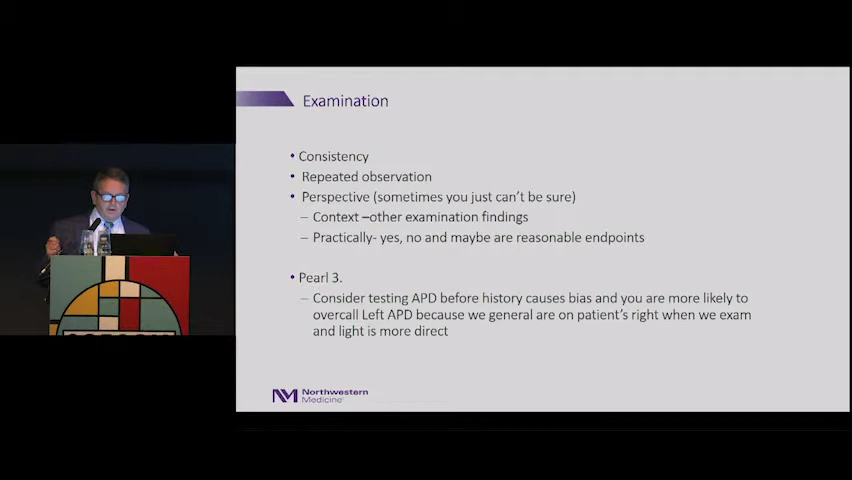 Examination
• Consistency
• Repeated observation
• Perspective (sometimes you just can't be sure)
– Context –other examination findings
– Practically- yes, no and maybe are reasonable endpoints
• Pearl 3.
– Consider testing APD before history causes bias and you are more likely to
overcall Left APD because we general are on patient's right when we exam
and light is more direct
Northwestern
Medicine